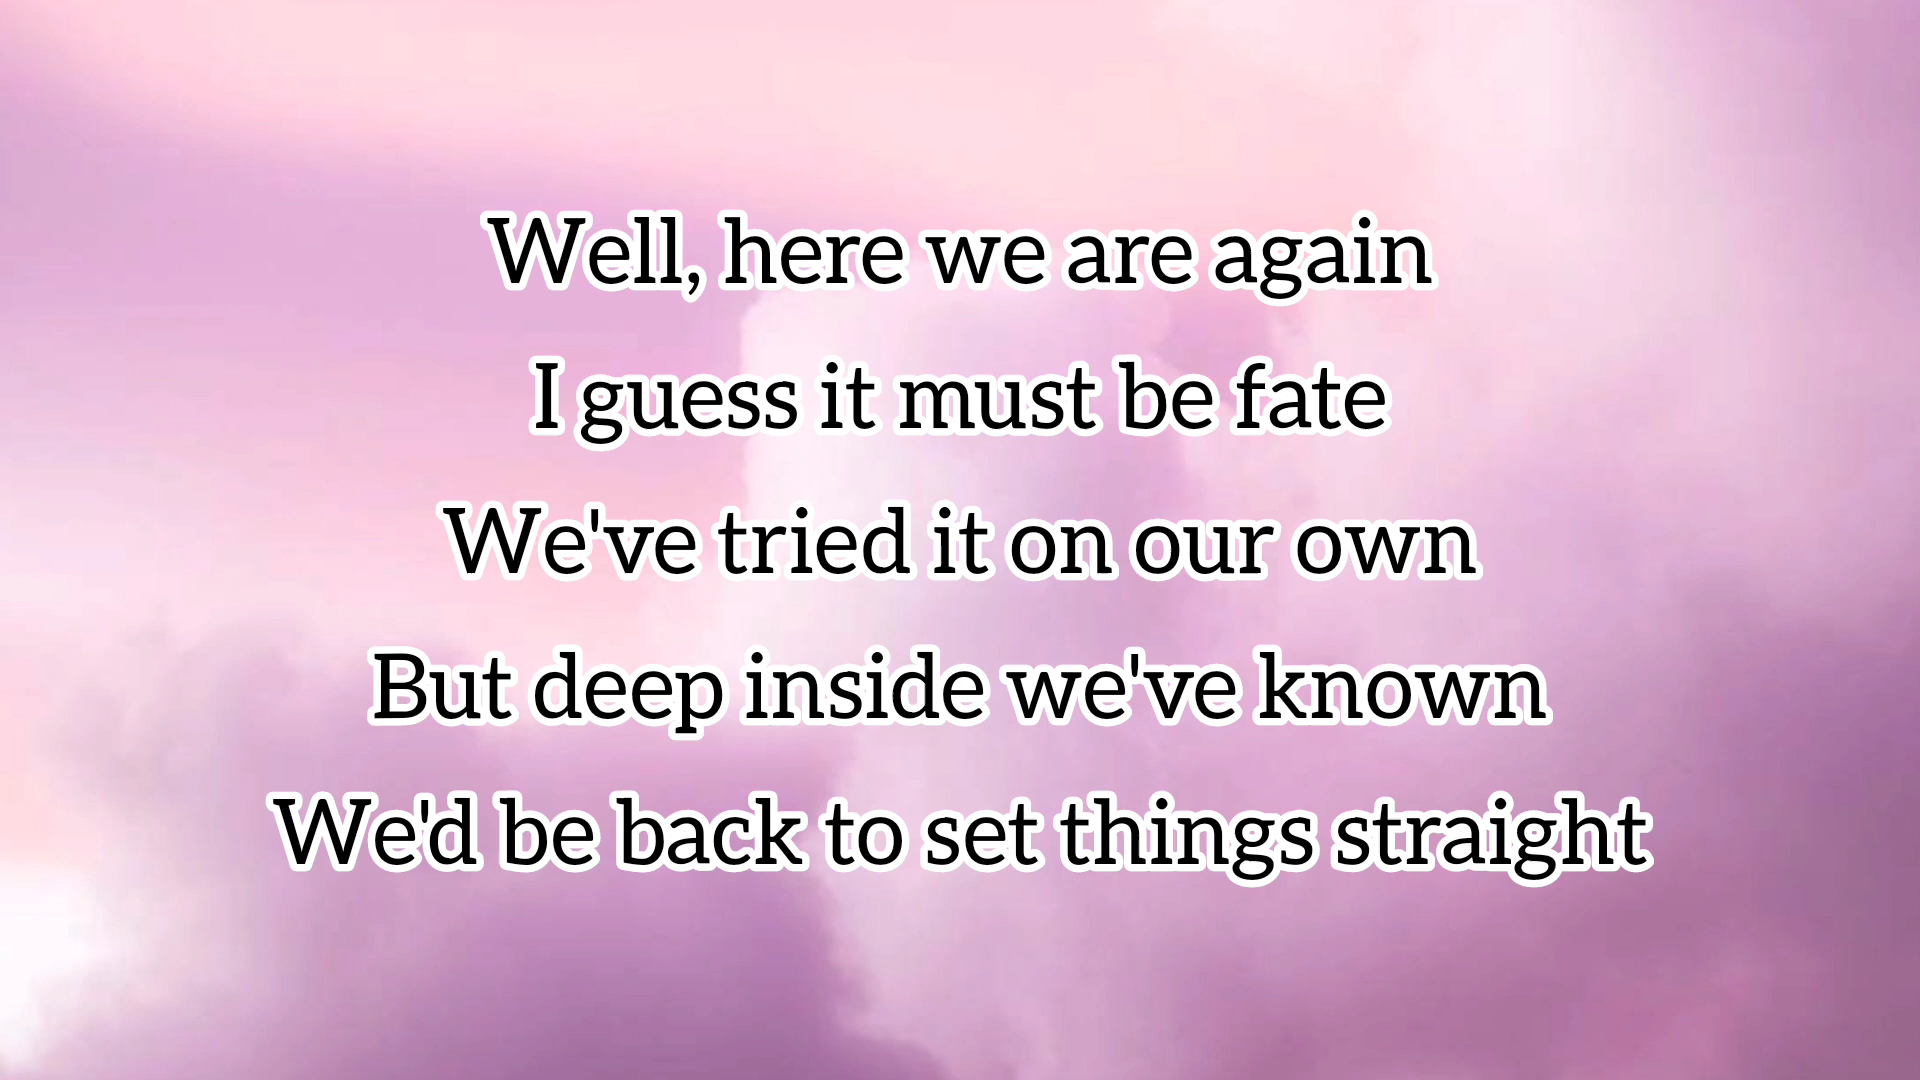 Well, here we are again
I guess it must be fate
We've tried it on our own
But deep inside we've known
We'd be back to set things straight